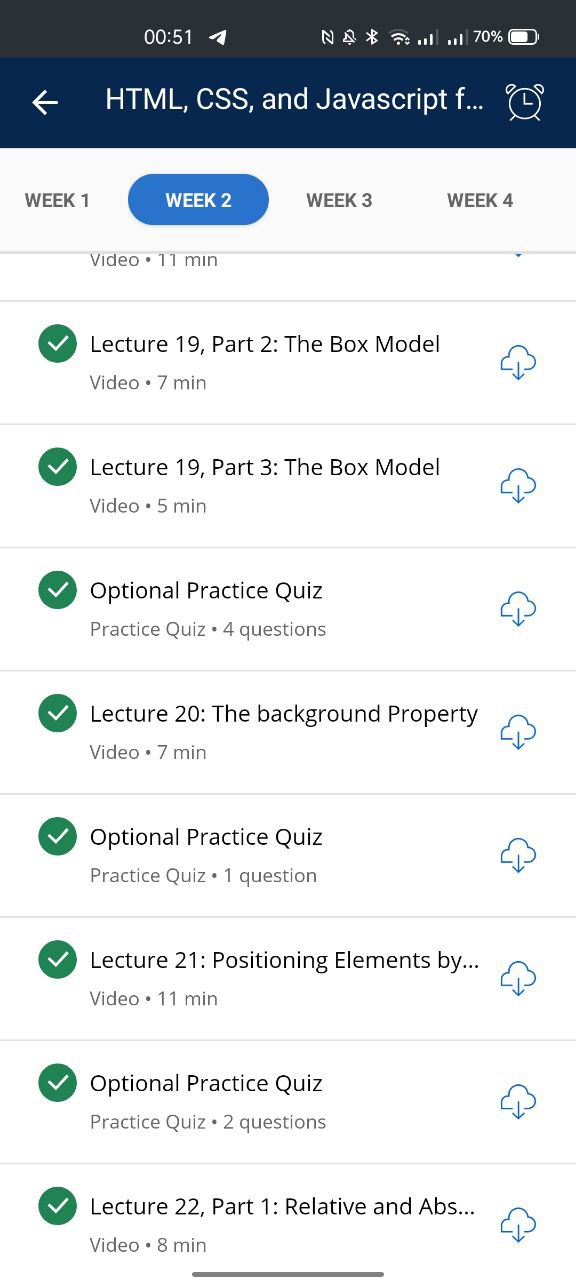 00:51 70%
HTML, CSS, and Javascript f...
WEEK 1 WEEK 2 WEEK 3 WEEK 4
Video • 11 min
Lecture 19, Part 2: The Box Model
Video • 7 min
Lecture 19, Part 3: The Box Model
Video • 5 min
Optional Practice Quiz
Practice Quiz • 4 questions
Lecture 20: The background Property
Video • 7 min
Optional Practice Quiz
Practice Quiz • 1 question
Lecture 21: Positioning Elements by...
Video • 11 min
Optional Practice Quiz
Practice Quiz • 2 questions
Lecture 22, Part 1: Relative and Abs...
Video • 8 min